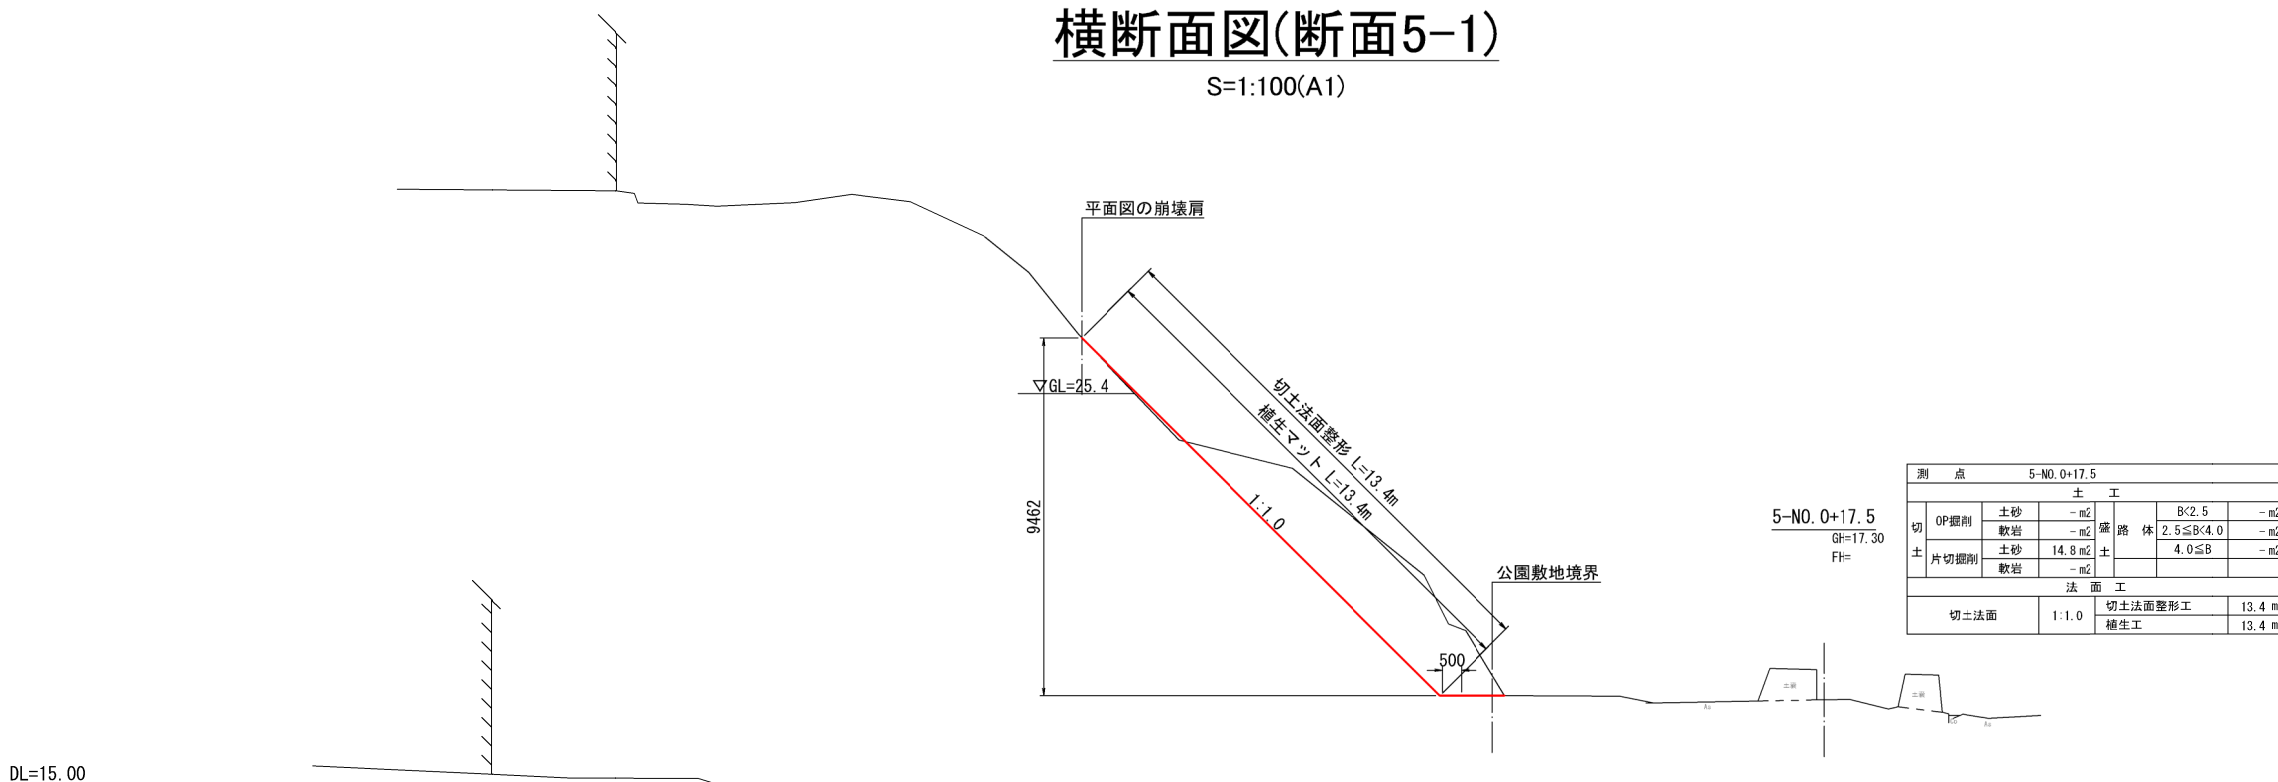 横断面図(断面5-1)
S=1:100(A1)
平面図の崩壊肩
▽GL=25.4
切土法面整形 L=13.4m
植生マット L=13.4m
1:1.0
9462
500
公園敷地境界
5-NO.0+17.5
GH=17.30
FH=
測 点 5-NO.0+17.5
土 工
切土 OP掘削 土砂 - m2 盛土 路 体 B<2.5 - m2
軟岩 - m2 2.5≦B<4.0 - m2
片切掘削 土砂 14.8 m2 4.0≦B - m2
軟岩 - m2
法 面 工
切土法面 1:1.0 切土法面整形工 13.4 m
植生工 13.4 m
As
As
DL=15.00